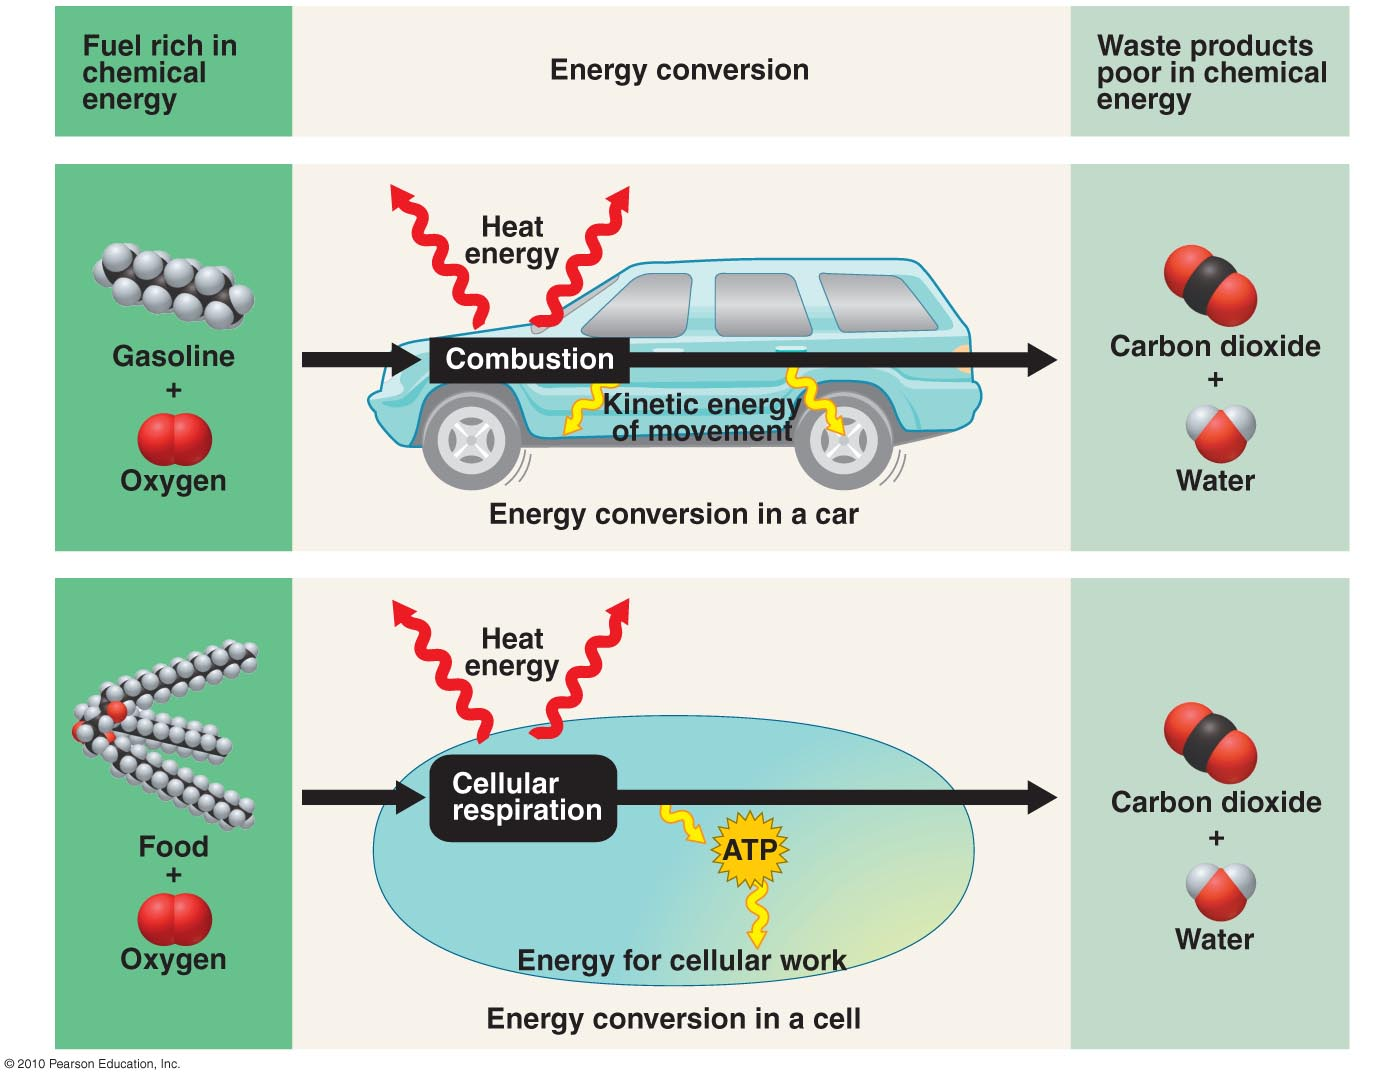 Fuel rich in
chemical
energy
Energy conversion
Waste products
poor in chemical
energy
Heat
energy
Gasoline
+
Oxygen
Combustion
Kinetic energy
of movement
Energy conversion in a car
Carbon dioxide
+
Water
Heat
energy
Food
+
Oxygen
Cellular
respiration
ATP
Energy for cellular work
Energy conversion in a cell
Carbon dioxide
+
Water
© 2010 Pearson Education, Inc.